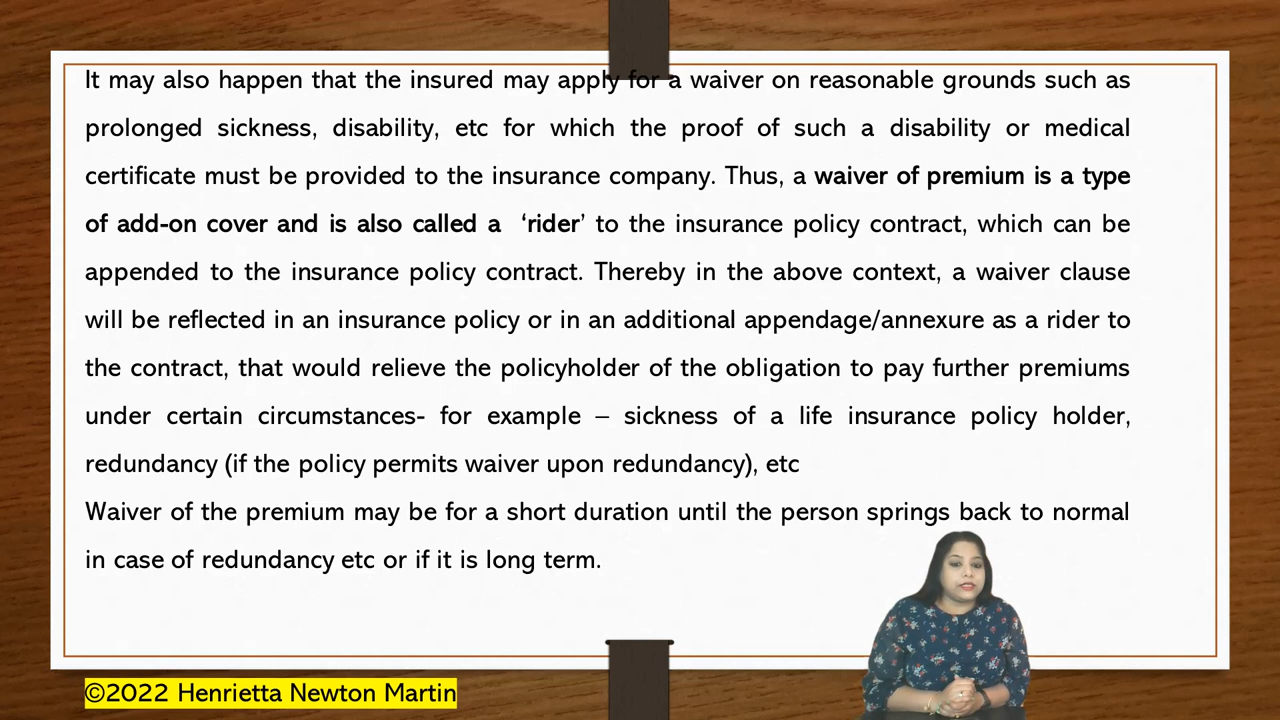 It may also happen that the insured may apply for a waiver on reasonable grounds such as
prolonged sickness, disability, etc for which the proof of such a disability or medical
certificate must be provided to the insurance company. Thus, a waiver of premium is a type
of add-on cover and is also called a ‘rider’ to the insurance policy contract, which can be
appended to the insurance policy contract. Thereby in the above context, a waiver clause
will be reflected in an insurance policy or in an additional appendage/annexure as a rider to
the contract, that would relieve the policyholder of the obligation to pay further premiums
under certain circumstances- for example – sickness of a life insurance policy holder,
redundancy (if the policy permits waiver upon redundancy), etc
Waiver of the premium may be for a short duration until the person springs back to normal
in case of redundancy etc or if it is long term.
©2022 Henrietta Newton Martin